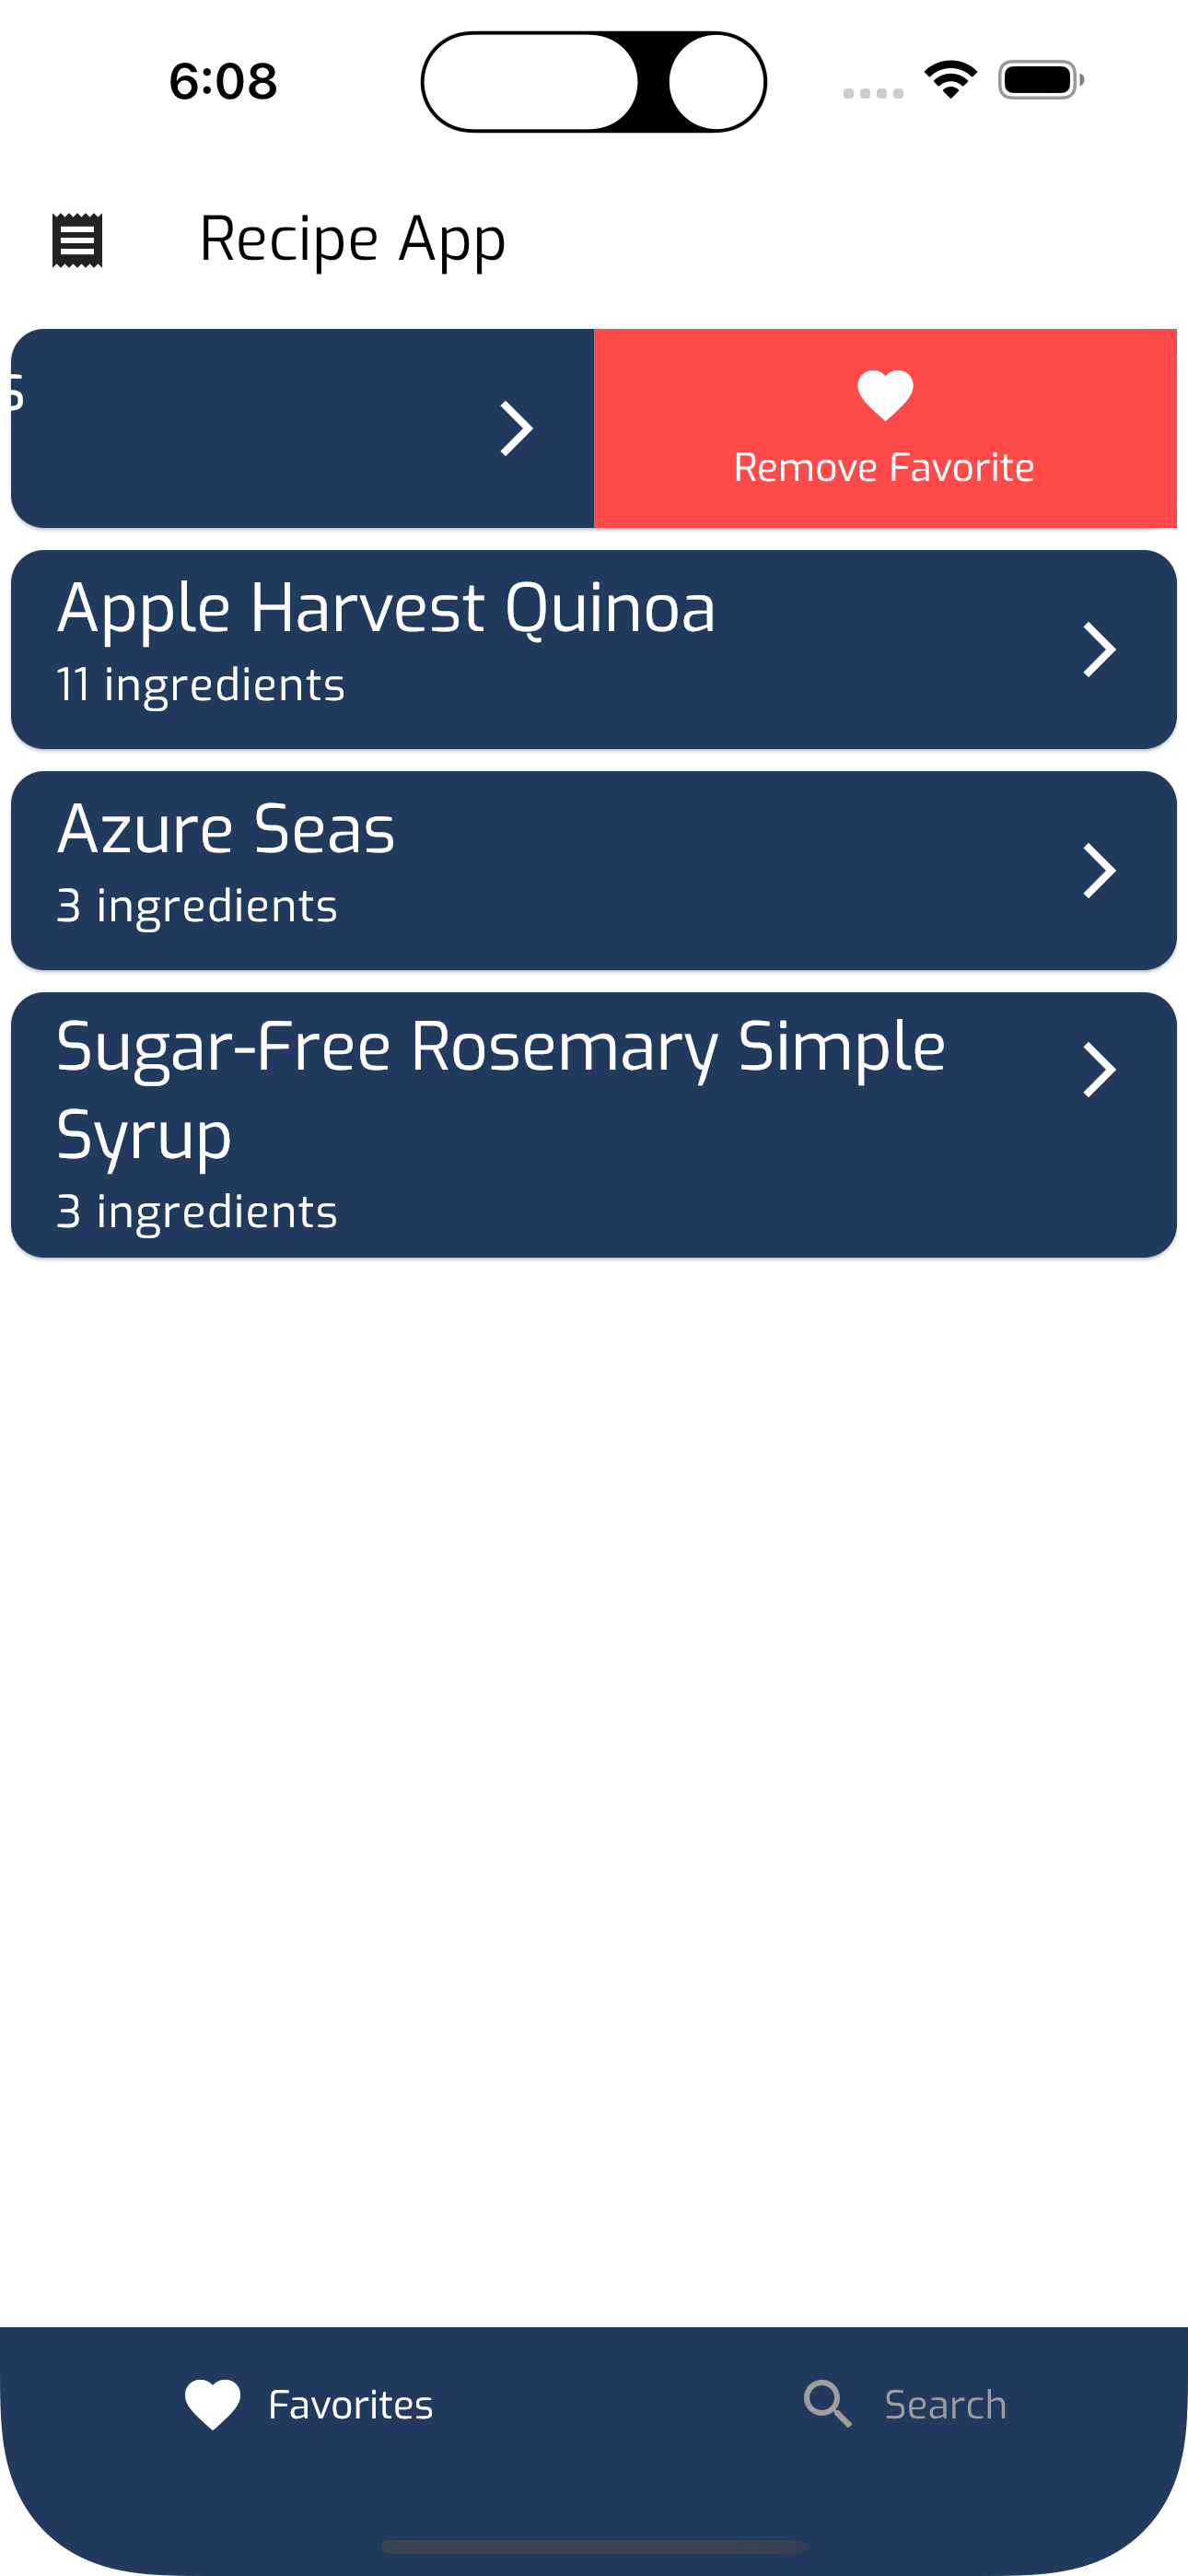 6:08
Recipe App
s
Remove Favorite
Apple Harvest Quinoa
11 ingredients
Azure Seas
3 ingredients
Sugar-Free Rosemary Simple
Syrup
3 ingredients
Favorites
Search